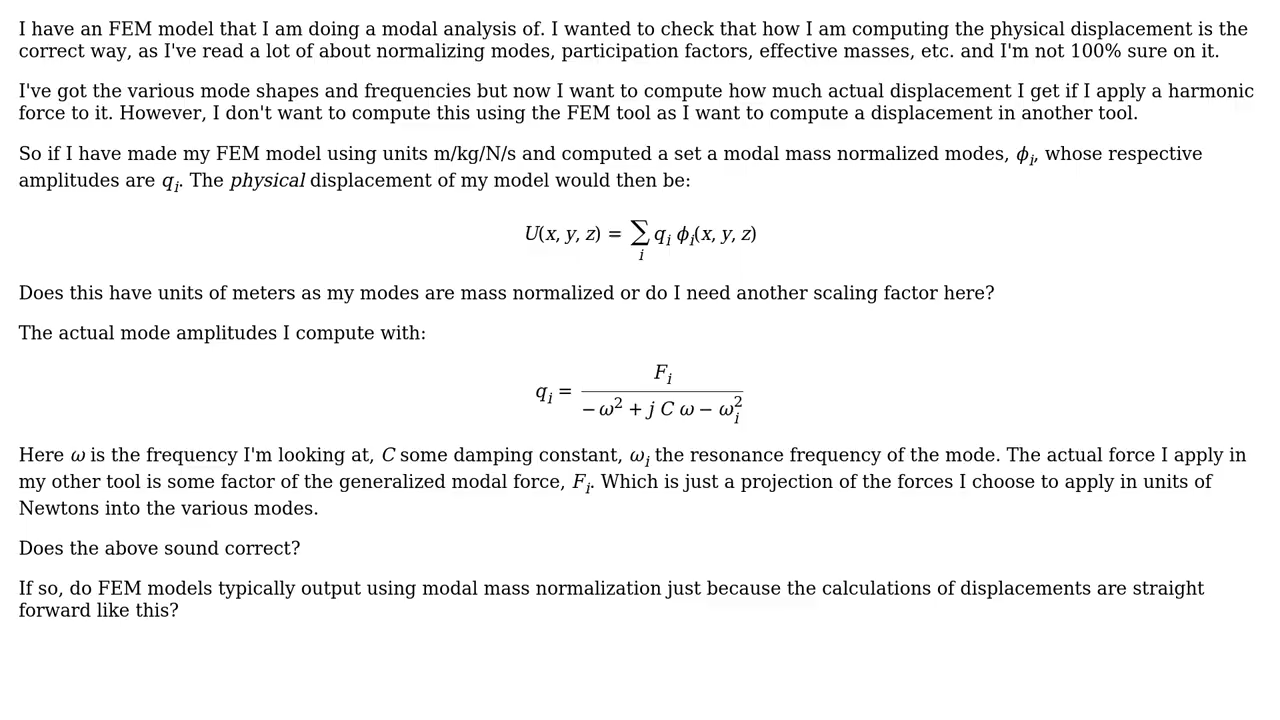 I have an FEM model that I am doing a modal analysis of. I wanted to check that how I am computing the physical displacement is the
correct way, as I've read a lot of about normalizing modes, participation factors, effective masses, etc. and I'm not 100% sure on it.
I've got the various mode shapes and frequencies but now I want to compute how much actual displacement I get if I apply a harmonic
force to it. However, I don't want to compute this using the FEM tool as I want to compute a displacement in another tool.
So if I have made my FEM model using units m/kg/N/s and computed a set a modal mass normalized modes, ϕ_i, whose respective
amplitudes are q_i. The physical displacement of my model would then be:
U(x, y, z) = ∑_i q_i ϕ_i(x, y, z)
Does this have units of meters as my modes are mass normalized or do I need another scaling factor here?
The actual mode amplitudes I compute with:
q_i = F_i / (− ω^2 + j C ω − ω_i^2)
Here ω is the frequency I'm looking at, C some damping constant, ω_i the resonance frequency of the mode. The actual force I apply in
my other tool is some factor of the generalized modal force, F_i. Which is just a projection of the forces I choose to apply in units of
Newtons into the various modes.
Does the above sound correct?
If so, do FEM models typically output using modal mass normalization just because the calculations of displacements are straight
forward like this?